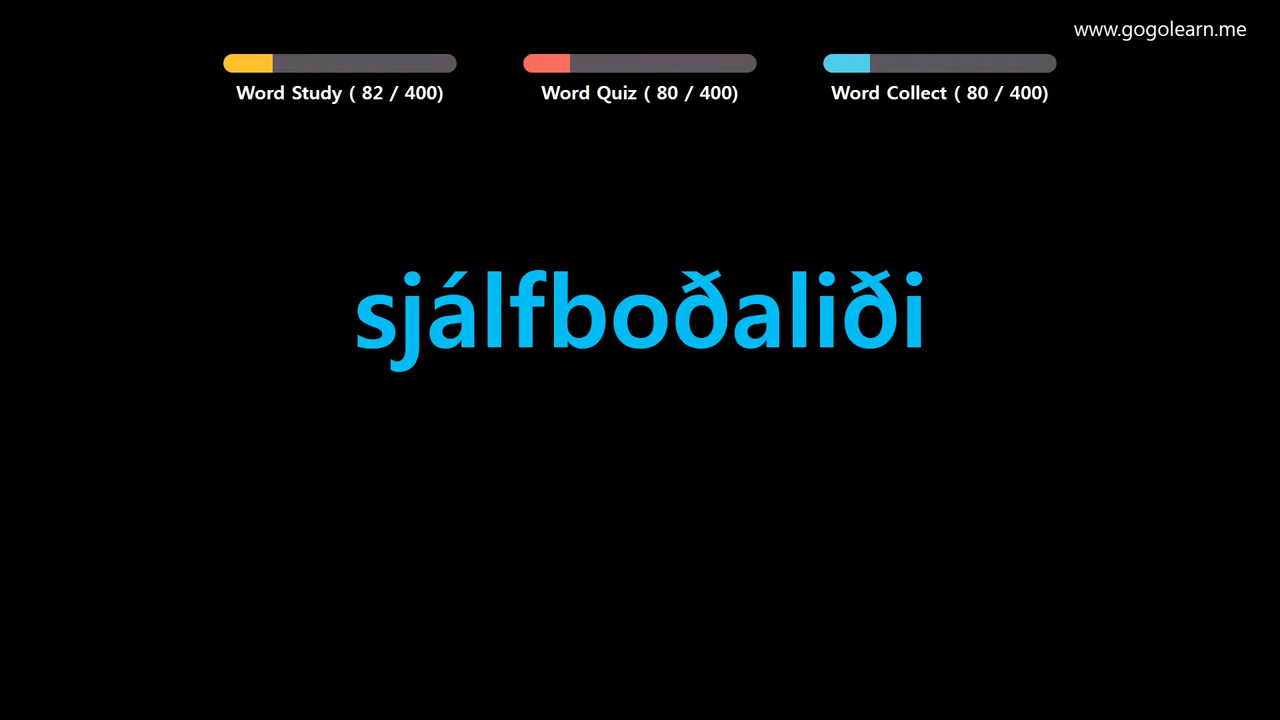 www.gogolearn.me
Word Study ( 82 / 400)
Word Quiz ( 80 / 400)
Word Collect ( 80 / 400)
sjálfboðaliði